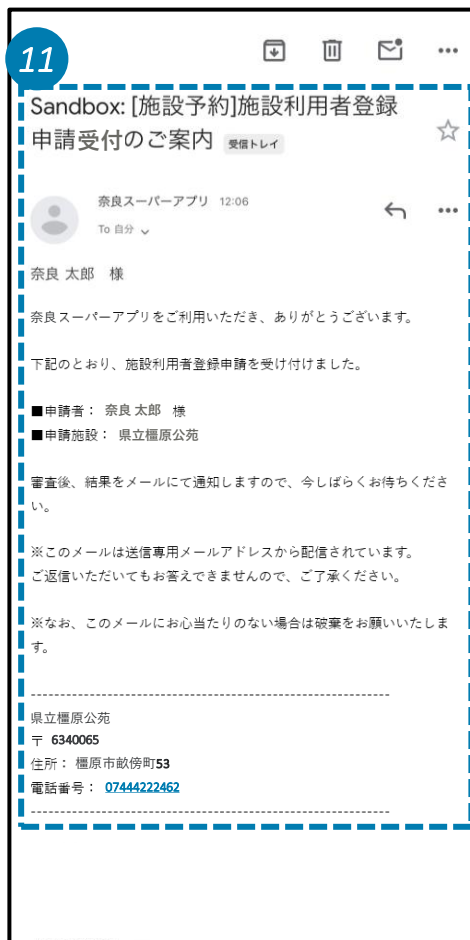 11
Sandbox: [施設予約]施設利用者登録
申請受付のご案内 受信トレイ
奈良スーパーアプリ 12:06
To 自分
奈良 太郎 様
奈良スーパーアプリをご利用いただき、ありがとうございます。
下記のとおり、施設利用者登録申請を受け付けました。
■申請者： 奈良 太郎 様
■申請施設： 県立橿原公苑
審査後、結果をメールにて通知しますので、今しばらくお待ちくださ
い。
※このメールは送信専用メールアドレスから配信されています。
ご返信いただいてもお答えできませんので、ご了承ください。
※なお、このメールにお心当たりのない場合は破棄をお願いいたしま
す。
------------------------------------------------------------
県立橿原公苑
〒 6340065
住所： 橿原市畝傍町53
電話番号： 07444222462
------------------------------------------------------------